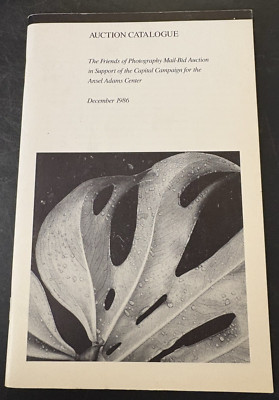 AUCTION CATALOGUE
The Friends of Photography Mail-Bid Auction
in Support of the Capital Campaign for the
Ansel Adams Center
December 1986